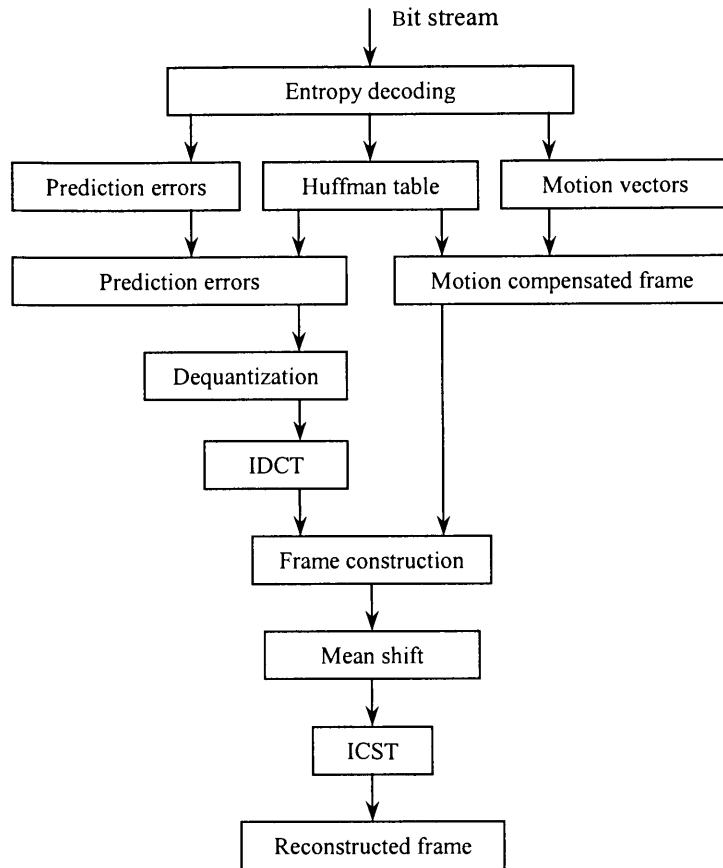 Bit stream
Entropy decoding
Prediction errors
Huffman table
Motion vectors
Prediction errors
Motion compensated frame
Dequantization
IDCT
Frame construction
Mean shift
ICST
Reconstructed frame